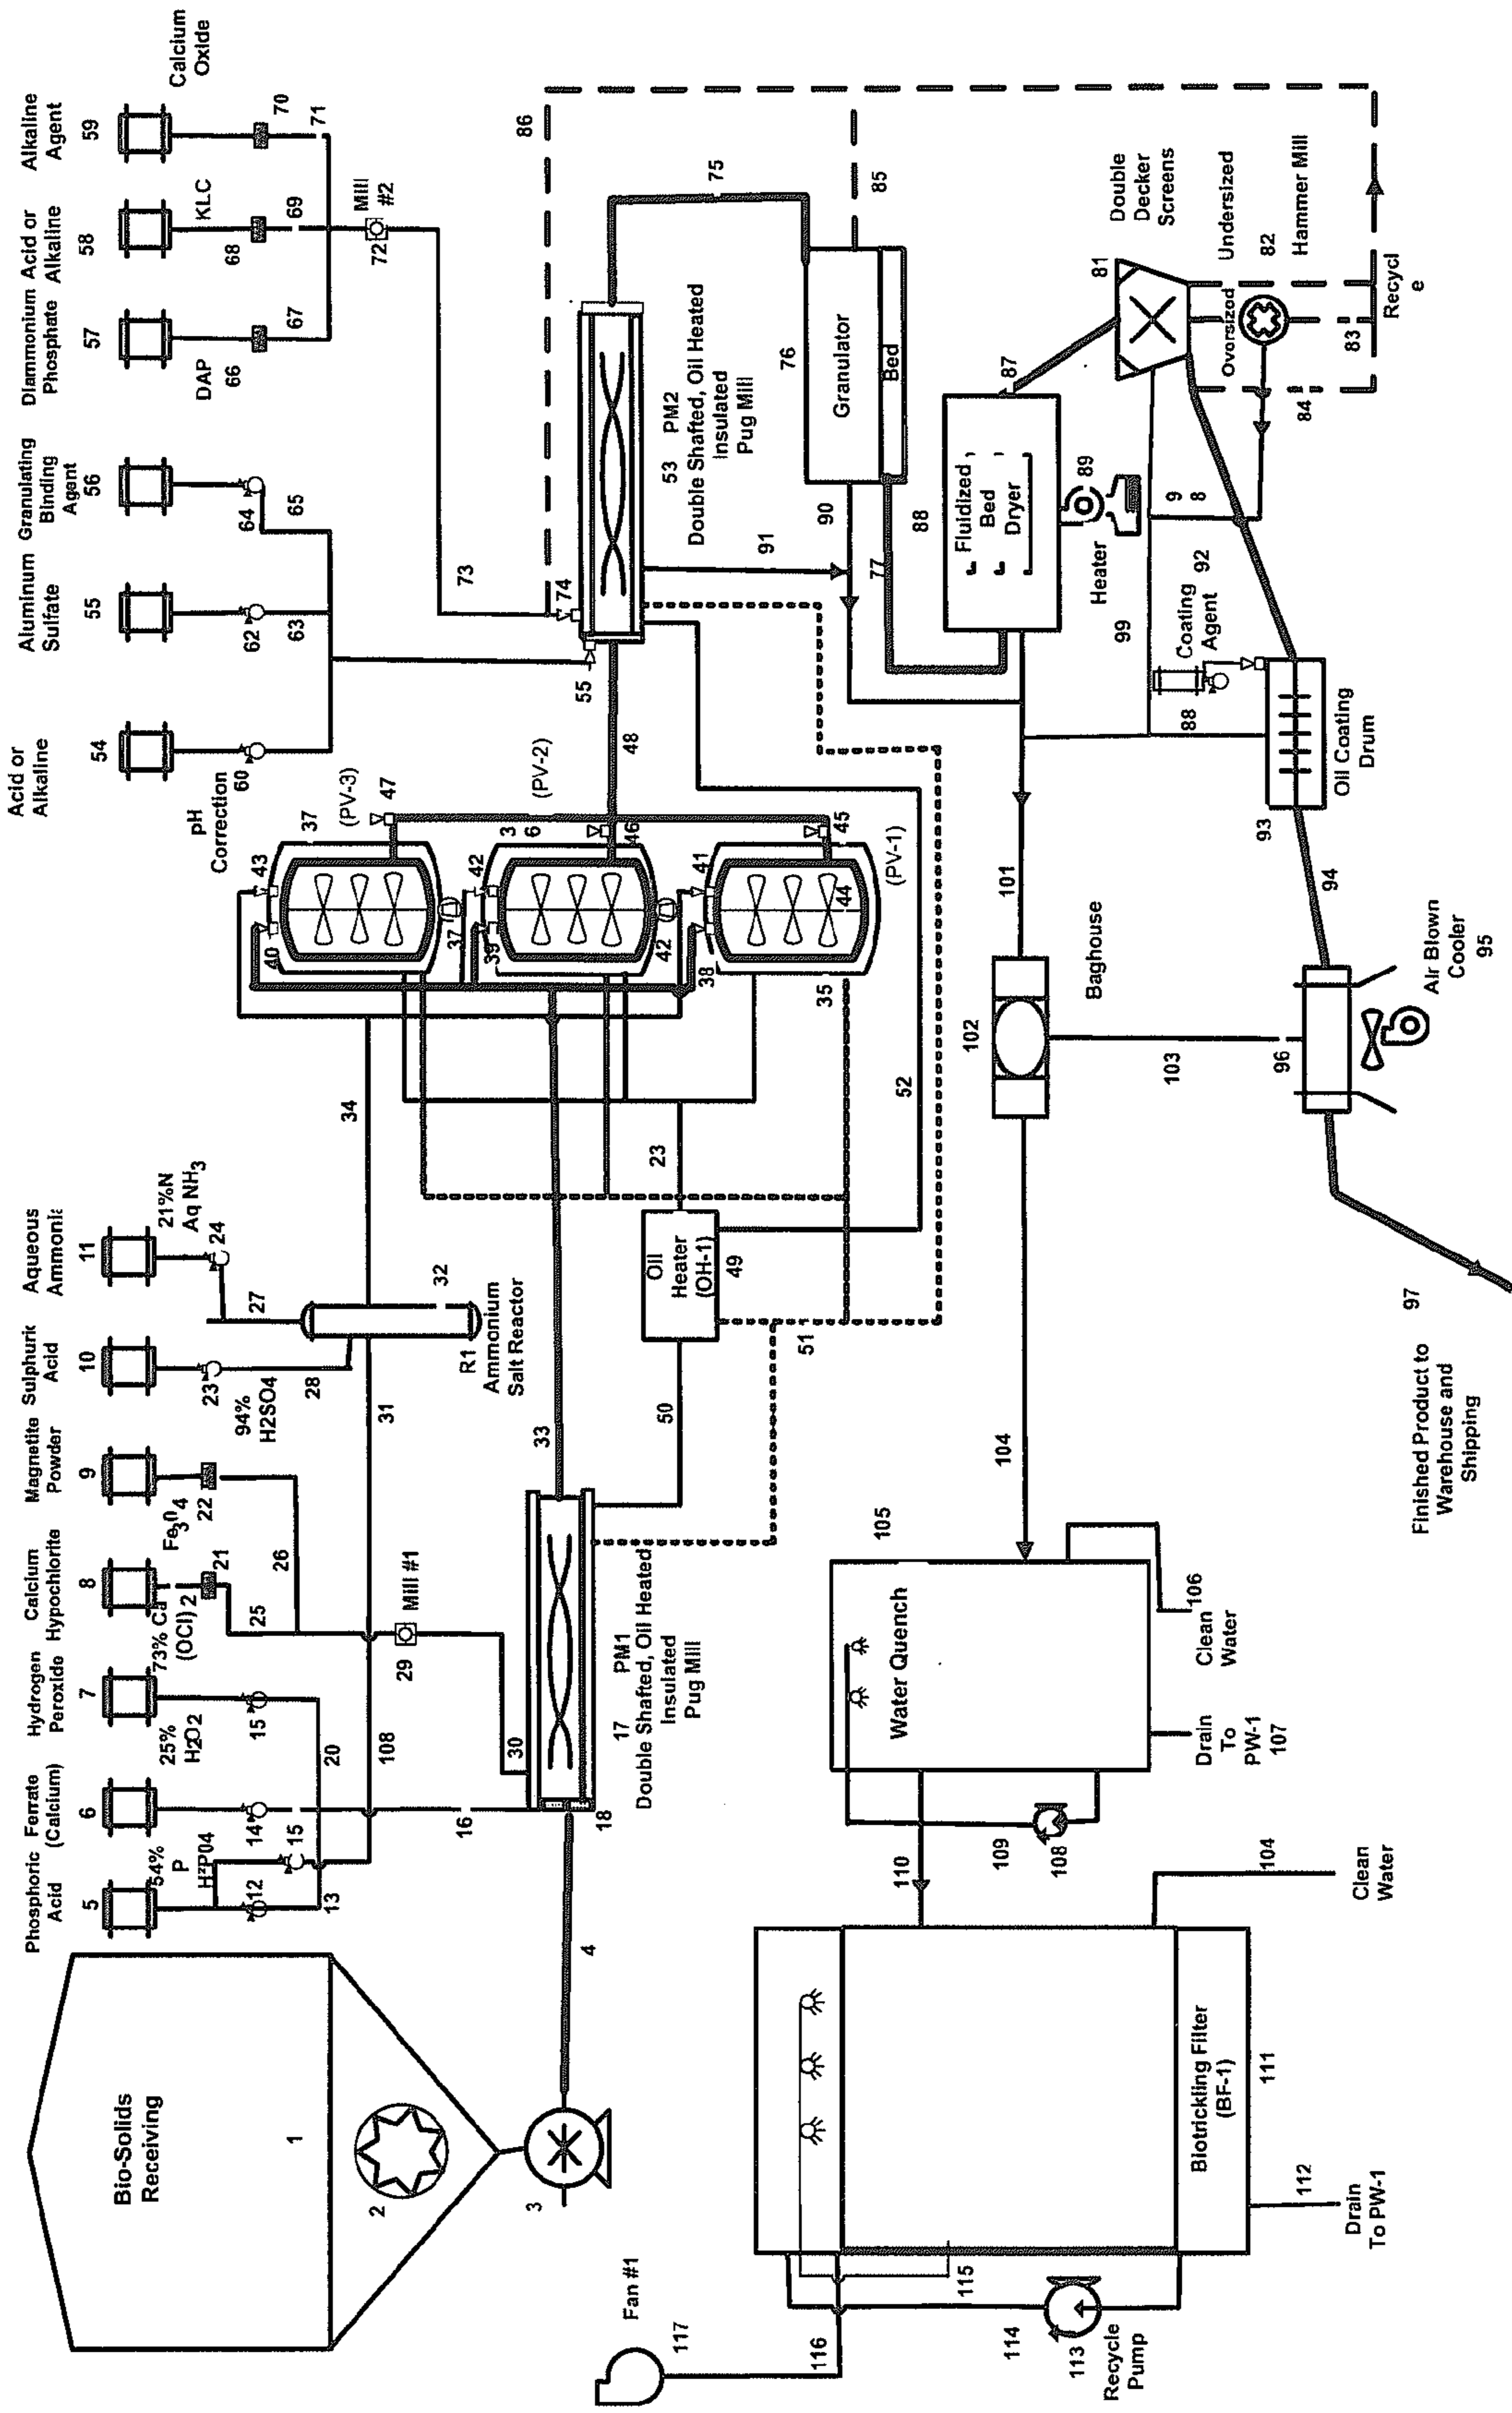 Phosphoric
Acid
5
Ferrate
(Calcium)
6
Hydrogen
Peroxide
7
Calcium
Hypochlorite
8
Magnetite
Powder
9
Sulphuric
Acid
10
Aqueous
Ammonic
11
Acid or
Alkaline
54
Aluminum
Sulfate
55
Granulating
Binding
Agent
56
Diammonium
Phosphate
57
Acid or
Alkaline
58
Alkaline
Agent
59
Calcium
Oxide
Bio-Solids
Receiving
1
2
3
4
54%
P
12
13
15
14
16
25%
H2O2
15
20
108
73% Ca
(OCl) 2
21
25
Fe3O4
22
26
29
Mill #1
30
31
94%
H2SO4
23
28
21%N
Aq NH3
24
27
32
R1
Ammonium
Salt Reactor
34
33
18
17
PM1
Double Shafted, Oil Heated
Insulated
Pug Mill
50
Oil
Heater
(OH-1)
49
51
23
52
pH
Correction
60
62
63
64
65
DAP
66
67
KLC
68
69
70
71
Mill
#2
72
73
74
55
86
75
85
43
40
37
(PV-3)
47
37
39
42
3
6
46
(PV-2)
48
42
38
41
44
45
(PV-1)
35
53
PM2
Double Shafted, Oil Heated
Insulated
Pug Mill
76
Granulator
Bed
90
91
77
88
Fluidized
Bed
Dryer
87
Heater
89
81
Double
Decker
Screens
Oversized
Undersized
82
Hammer Mill
83
84
Recycl
e
9
8
99
92
Coating
Agent
88
Oil Coating
Drum
93
94
101
102
Baghouse
103
96
Air Blown
Cooler
95
97
Finished Product to
Warehouse and
Shipping
104
105
Water Quench
106
Clean
Water
Drain
To
PW-1
107
109
108
110
104
Clean
Water
Biotrickling Filter
(BF-1)
111
112
Drain
To PW-1
115
114
113
Recycle
Pump
116
Fan #1
117